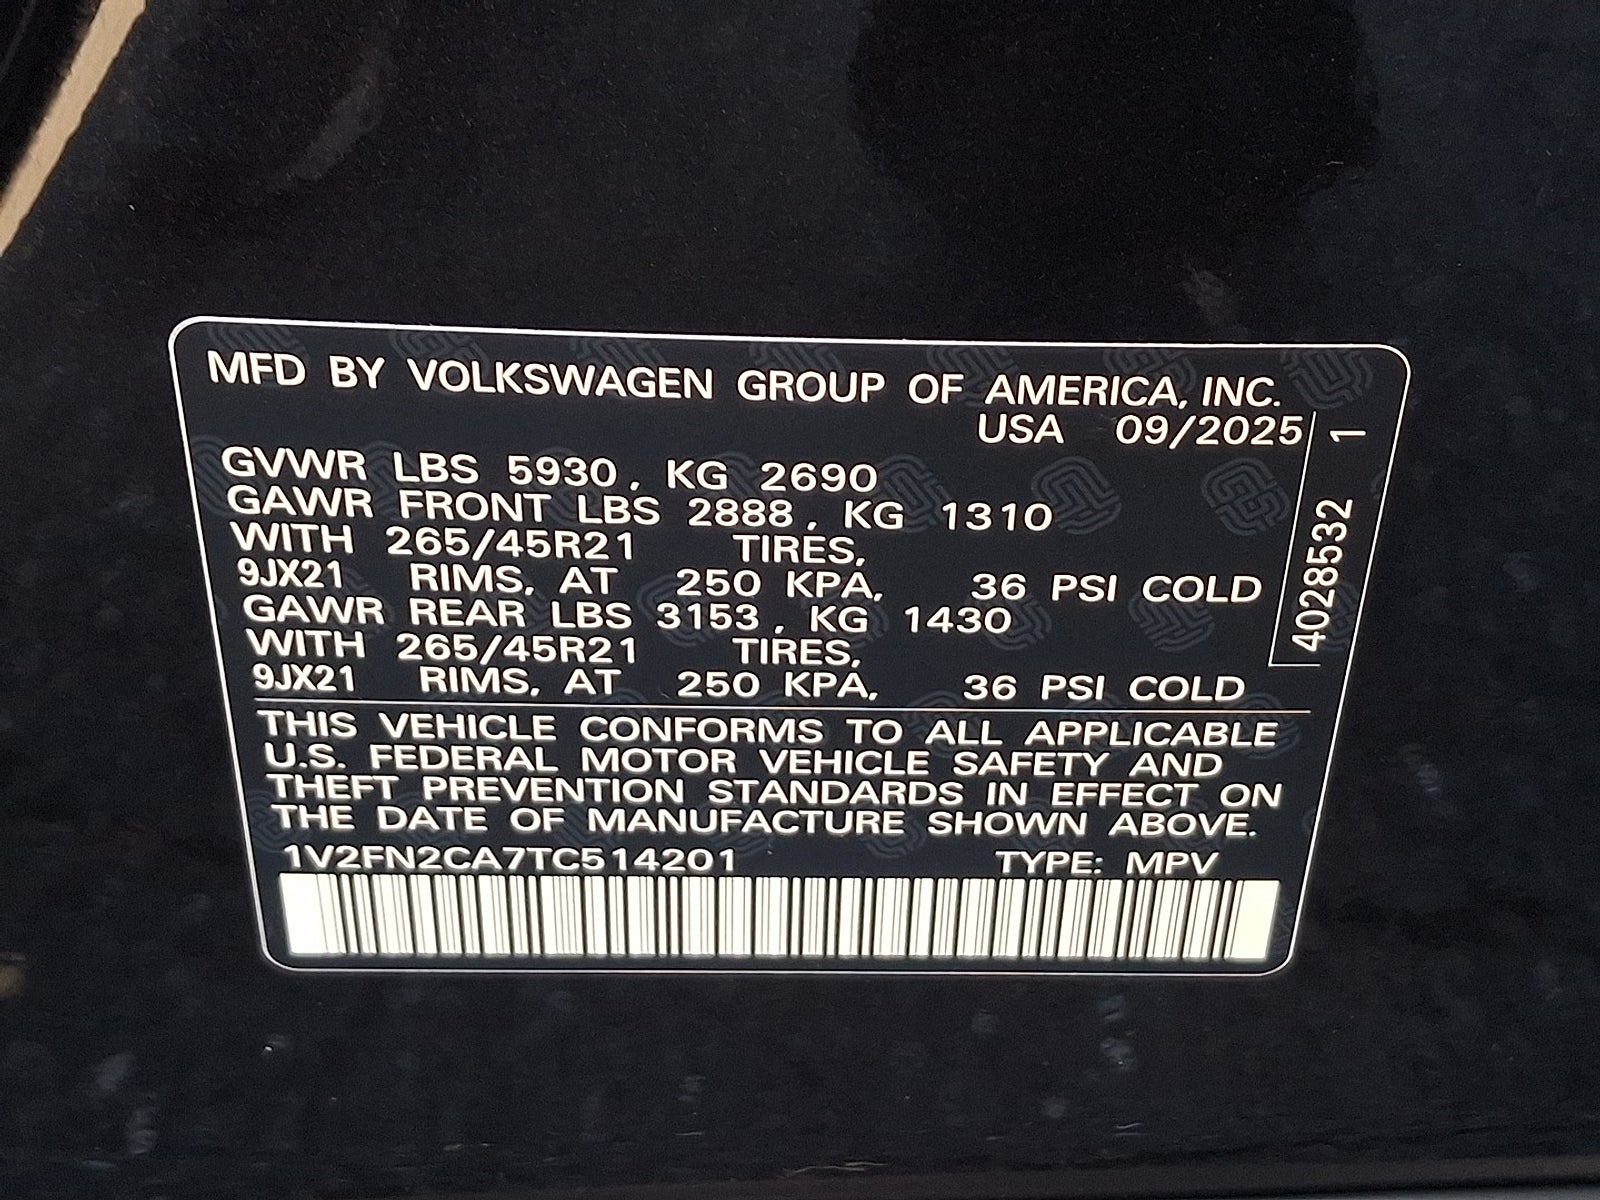 MFD BY VOLKSWAGEN GROUP OF AMERICA, INC.
USA 09/2025
GVWR LBS 5930, KG 2690
GAWR FRONT LBS 2888, KG 1310
WITH 265/45R21 TIRES,
9JX21 RIMS, AT 250 KPA, 36 PSI COLD
GAWR REAR LBS 3153, KG 1430
WITH 265/45R21 TIRES,
9JX21 RIMS, AT 250 KPA, 36 PSI COLD
THIS VEHICLE CONFORMS TO ALL APPLICABLE
U.S. FEDERAL MOTOR VEHICLE SAFETY AND
THEFT PREVENTION STANDARDS IN EFFECT ON
THE DATE OF MANUFACTURE SHOWN ABOVE.
1V2FN2CA7TC514201 TYPE: MPV
4028532 1